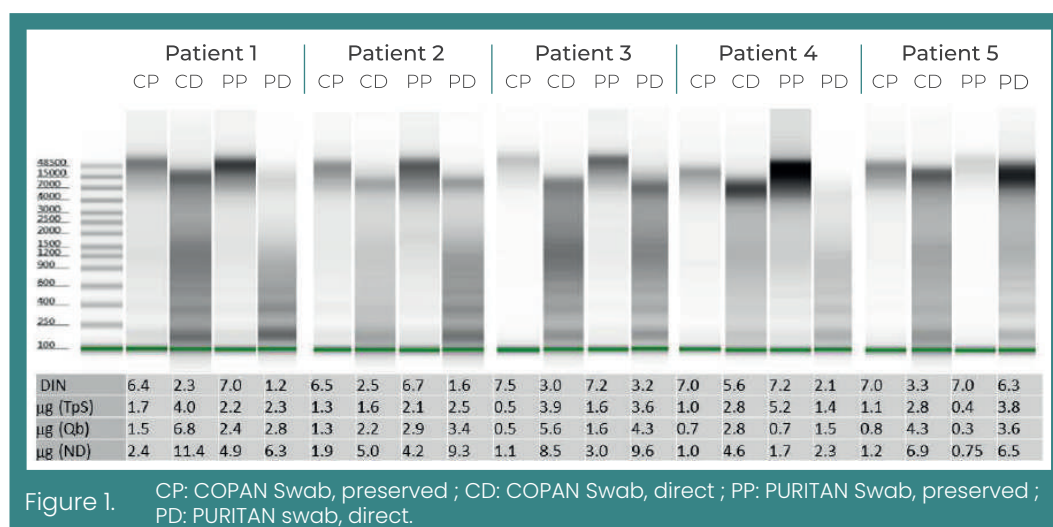 Patient 1 Patient 2 Patient 3 Patient 4 Patient 5
CP CD PP PD CP CD PP PD CP CD PP PD CP CD PP PD CP CD PP PD
48500
15000
7000
4000
3000
2500
2000
1500
1200
900
600
400
250
100
DIN 6.4 2.3 7.0 1.2 6.5 2.5 6.7 1.6 7.5 3.0 7.2 3.2 7.0 5.6 7.2 2.1 7.0 3.3 7.0 6.3
µg (TpS) 1.7 4.0 2.2 2.3 1.3 1.6 2.1 2.5 0.5 3.9 1.6 3.6 1.0 2.8 5.2 1.4 1.1 2.8 0.4 3.8
µg (Qb) 1.5 6.8 2.4 2.8 1.3 2.2 2.9 3.4 0.5 5.6 1.6 4.3 0.7 2.8 0.7 1.5 0.8 4.3 0.3 3.6
µg (ND) 2.4 11.4 4.9 6.3 1.9 5.0 4.2 9.3 1.1 8.5 3.0 9.6 1.0 4.6 1.7 2.3 1.2 6.9 0.75 6.5
Figure 1. CP: COPAN Swab, preserved ; CD: COPAN Swab, direct ; PP: PURITAN Swab, preserved ;
PD: PURITAN swab, direct.